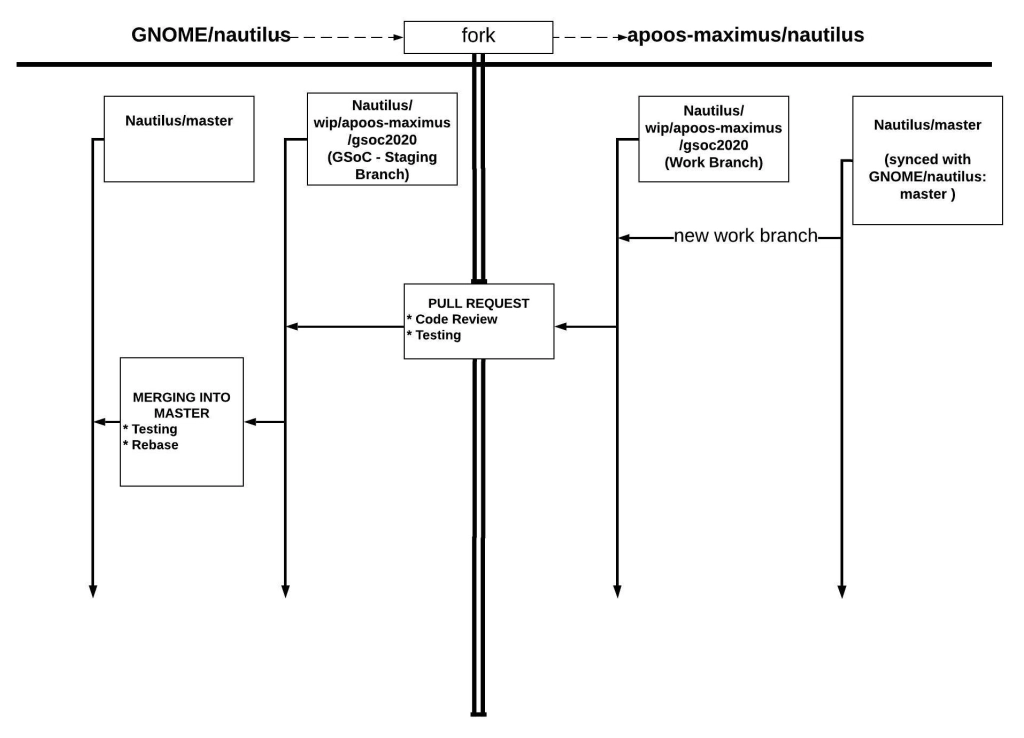 GNOME/nautilus
fork
apoos-maximus/nautilus
Nautilus/master
Nautilus/
wip/apoos-maximus
/gsoc2020
(GSoC - Staging
Branch)
Nautilus/
wip/apoos-maximus
/gsoc2020
(Work Branch)
Nautilus/master
(synced with
GNOME/nautilus:
master )
new work branch
PULL REQUEST
* Code Review
* Testing
MERGING INTO
MASTER
* Testing
* Rebase